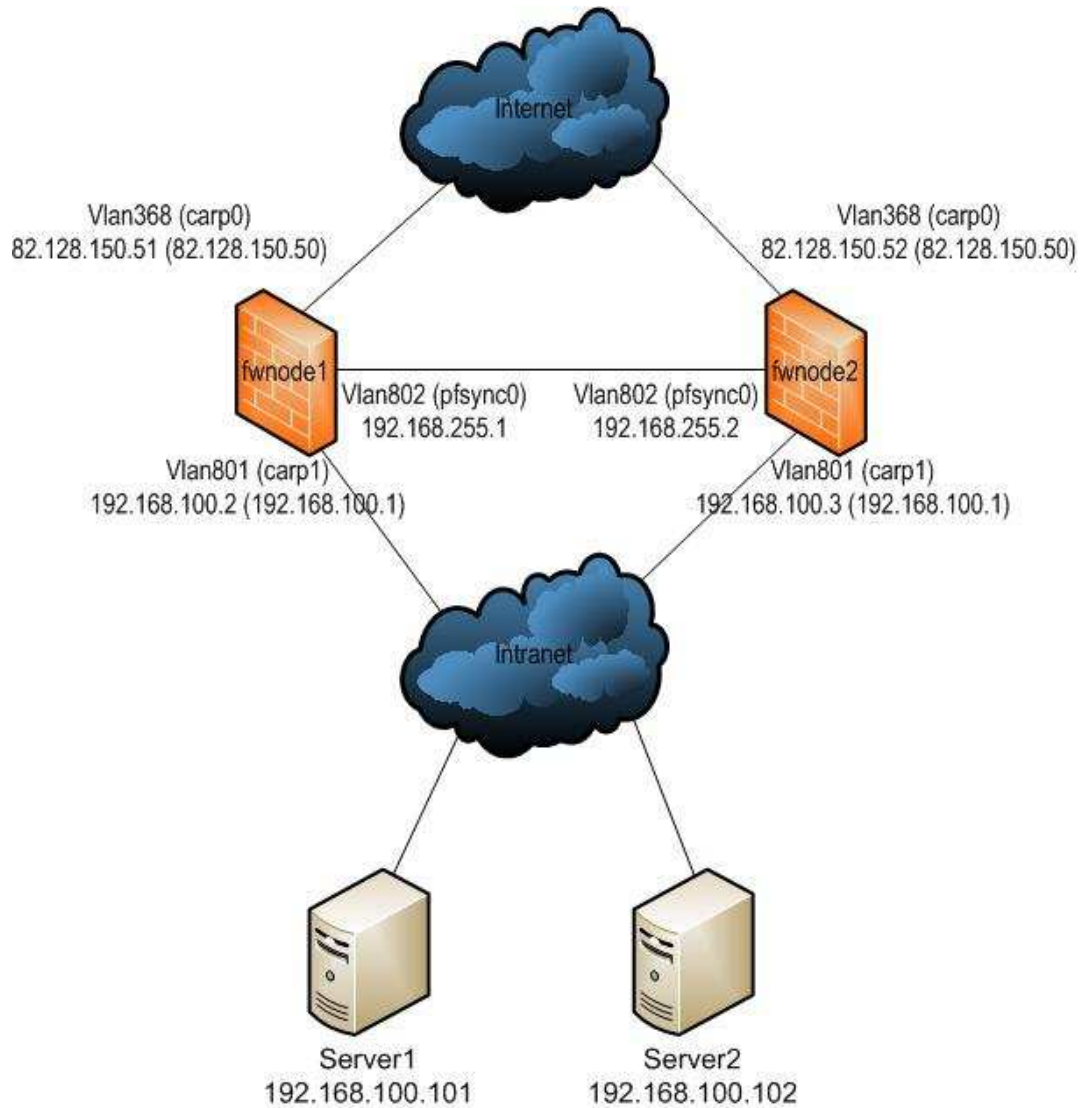 Internet
Vlan368 (carp0)
82.128.150.51 (82.128.150.50)
Vlan368 (carp0)
82.128.150.52 (82.128.150.50)
fwnode1
fwnode2
Vlan802 (pfsync0)
192.168.255.1
Vlan802 (pfsync0)
192.168.255.2
Vlan801 (carp1)
192.168.100.2 (192.168.100.1)
Vlan801 (carp1)
192.168.100.3 (192.168.100.1)
Intranet
Server1
192.168.100.101
Server2
192.168.100.102